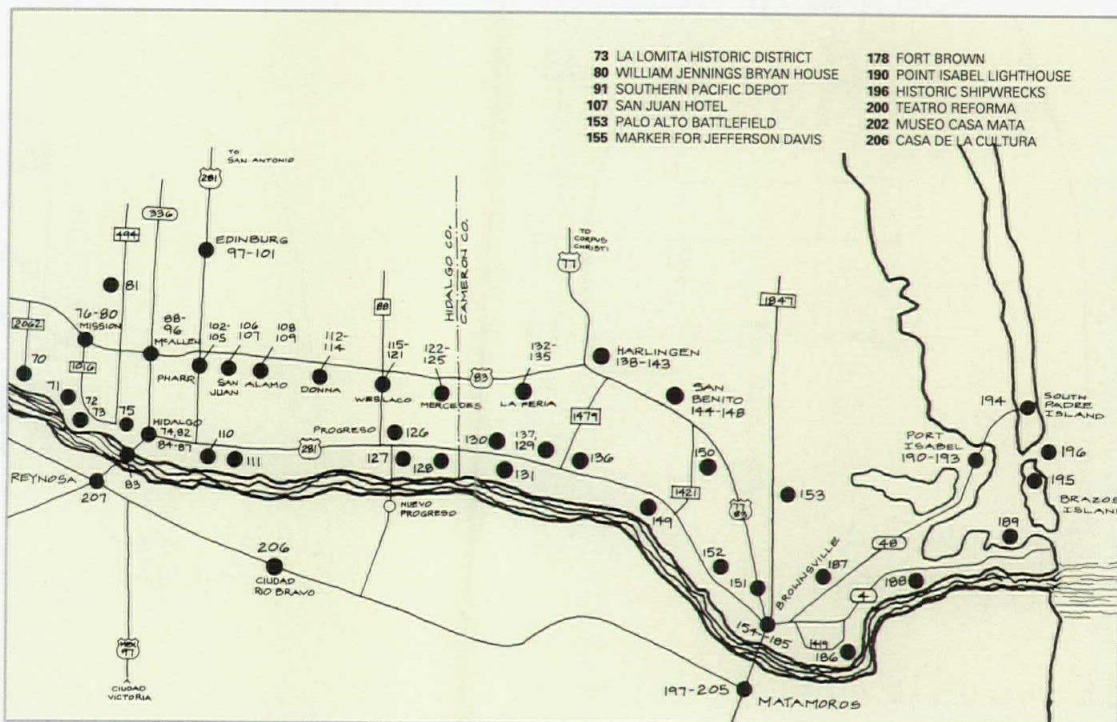 73 LA LOMITA HISTORIC DISTRICT
80 WILLIAM JENNINGS BRYAN HOUSE
91 SOUTHERN PACIFIC DEPOT
107 SAN JUAN HOTEL
153 PALO ALTO BATTLEFIELD
155 MARKER FOR JEFFERSON DAVIS
178 FORT BROWN
190 POINT ISABEL LIGHTHOUSE
196 HISTORIC SHIPWRECKS
200 TEATRO REFORMA
202 MUSEO CASA MATA
206 CASA DE LA CULTURA
TO
SAN ANTONIO
281
336
494
EDINBURG
97-101
81
TO
CORPUS
CHRISTI
77
HIDALGO CO.
CAMERON CO.
88
1847
2062
76-80
MISSION
88-
96
McALLEN
102-
105
PHARR
106
107
SAN
JUAN
108
109
ALAMO
112-
114
DONNA
115-
121
WESLACO
122-
125
MERCEDES
83
132-
135
LA FERIA
HARLINGEN
138-143
SAN
BENITO
144-148
194
SOUTH
PADRE
ISLAND
70
71
1016
72
73
75
HIDALGO
74,82
84-87
83
110
111
281
PROGRESO
126
127
128
130
131
137,
129
1479
136
150
1421
77
83
153
PORT
ISABEL
190-193
196
195
BRAZOS
ISLAND
REYNOSA
207
NUEVO
PROGRESO
149
152
151
BROWNSVILLE
187
48
189
188
4
206
CIUDAD
RIO BRAVO
154-185
1419
186
97
CIUDAD
VICTORIA
197-205
MATAMOROS